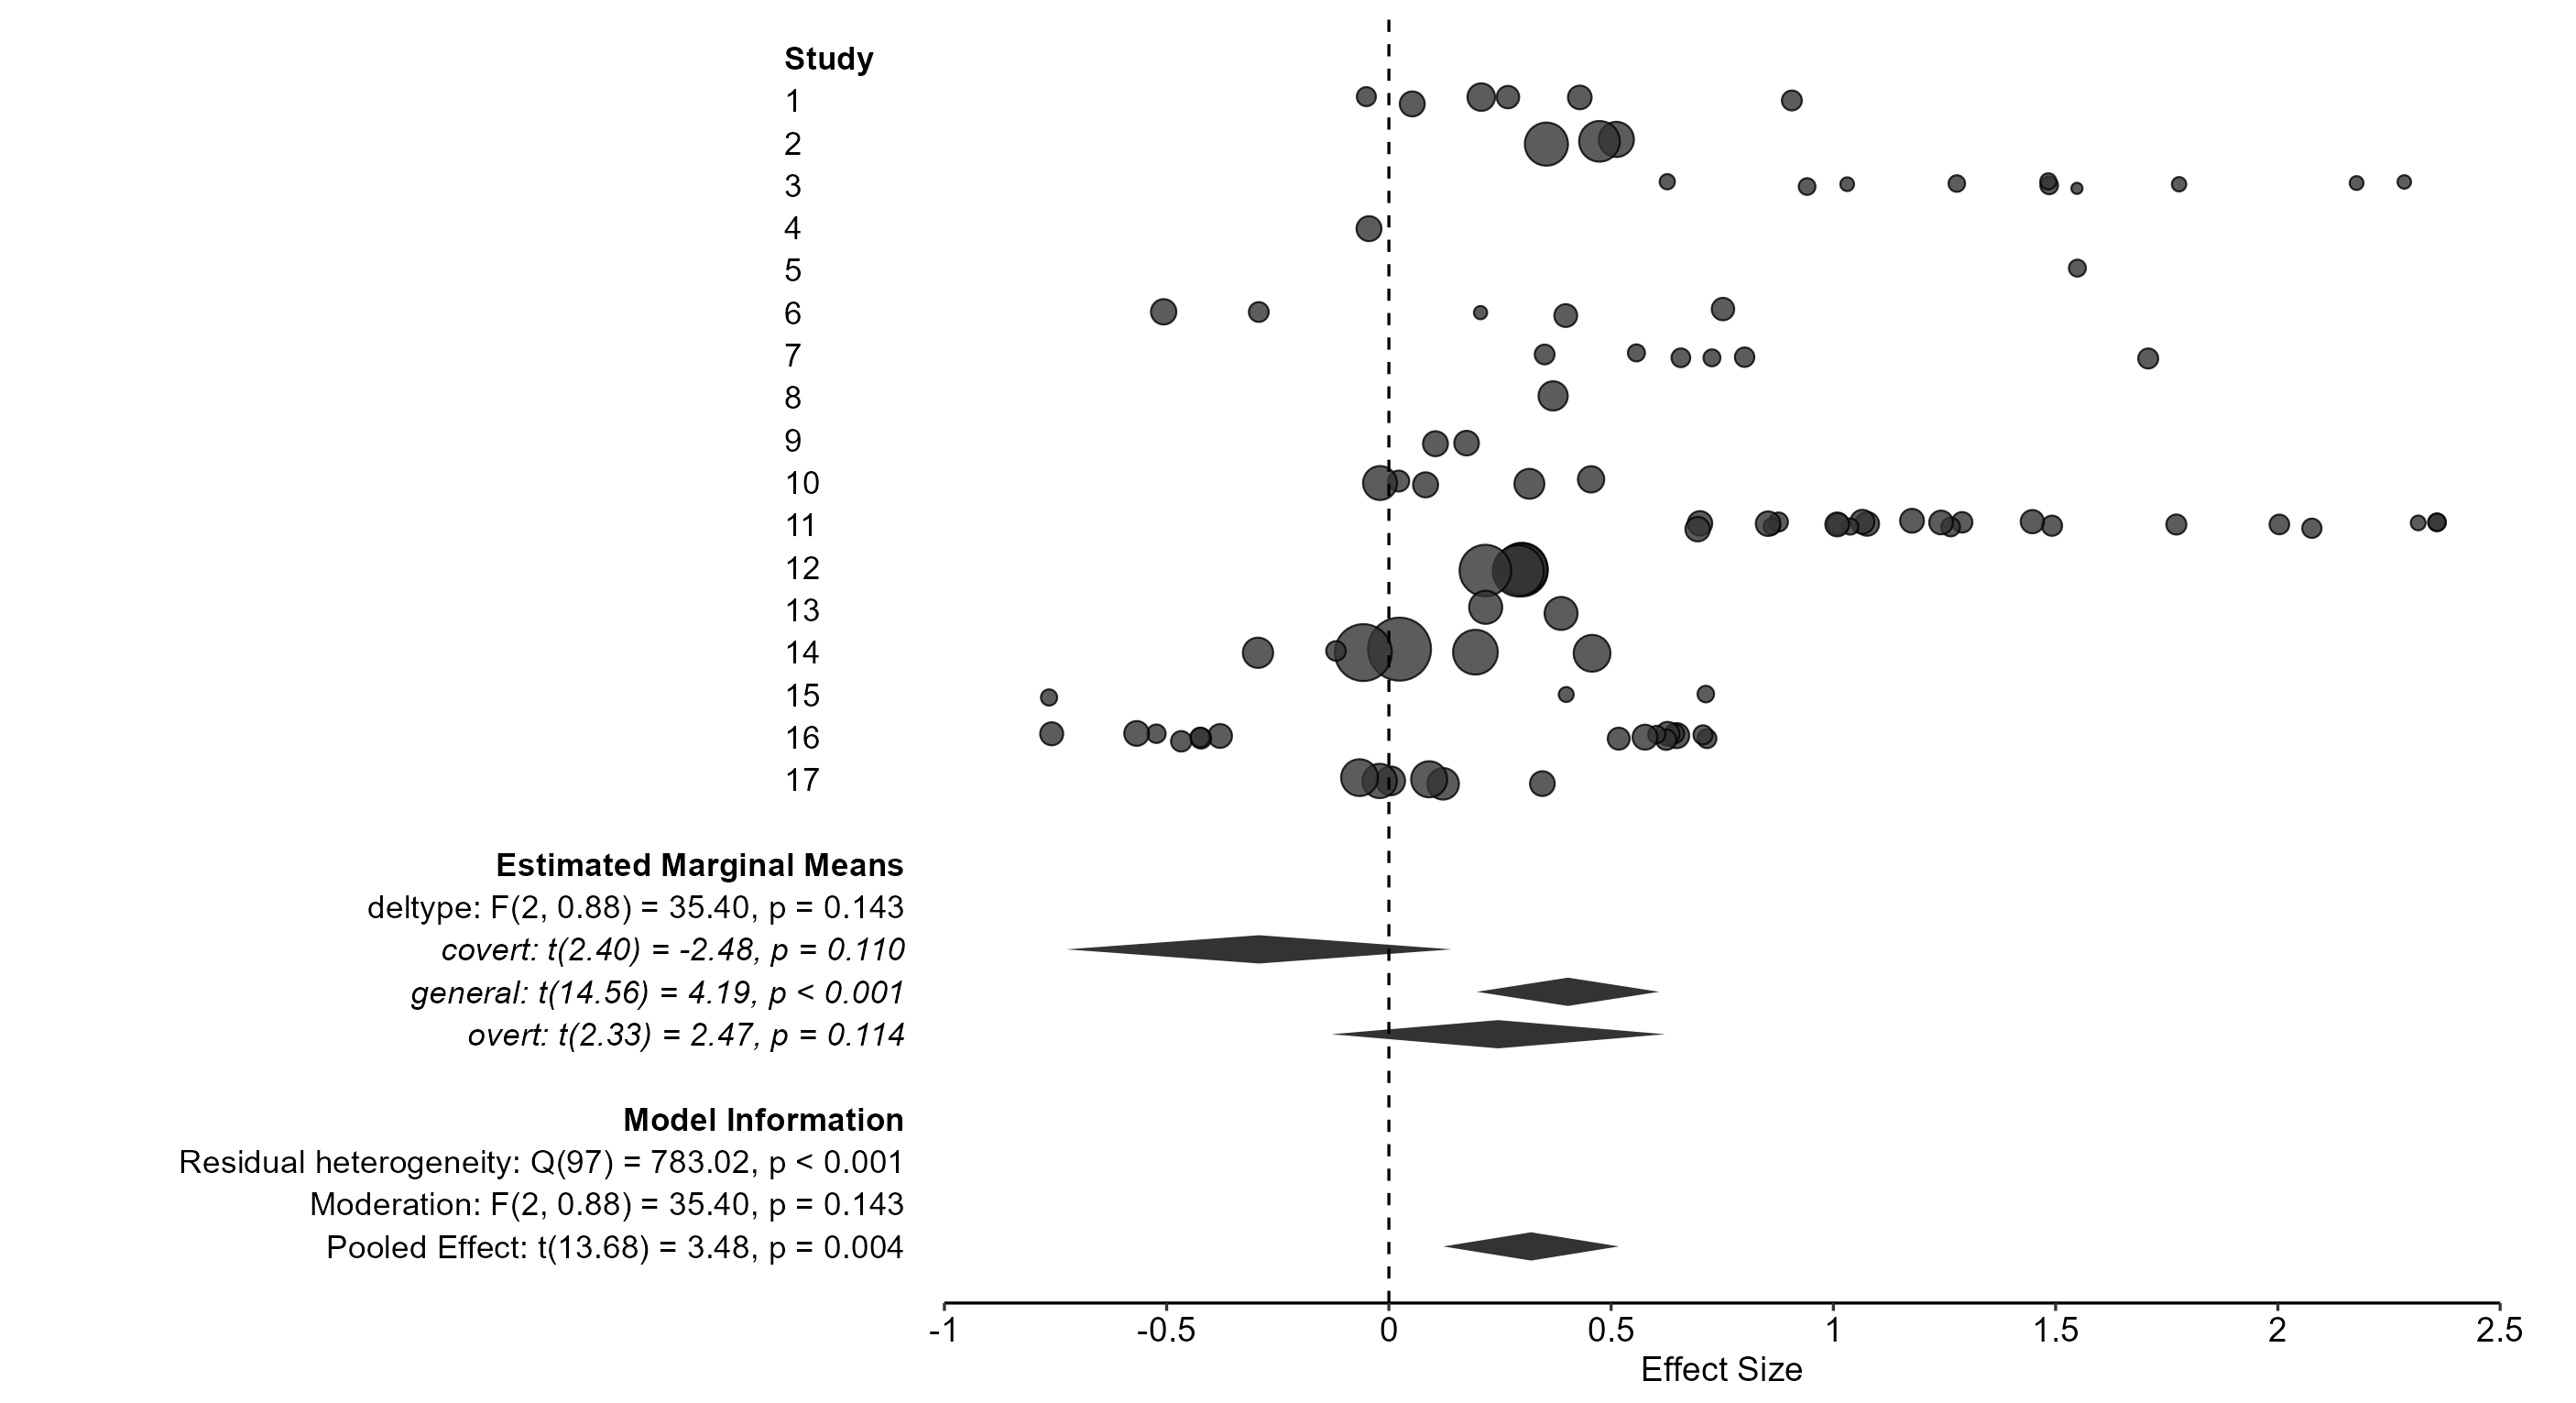 Study
1
2
3
4
5
6
7
8
9
10
11
12
13
14
15
16
17
Estimated Marginal Means
deltype: F(2, 0.88) = 35.40, p = 0.143
covert: t(2.40) = -2.48, p = 0.110
general: t(14.56) = 4.19, p < 0.001
overt: t(2.33) = 2.47, p = 0.114
Model Information
Residual heterogeneity: Q(97) = 783.02, p < 0.001
Moderation: F(2, 0.88) = 35.40, p = 0.143
Pooled Effect: t(13.68) = 3.48, p = 0.004
-1 -0.5 0 0.5 1 1.5 2 2.5
Effect Size